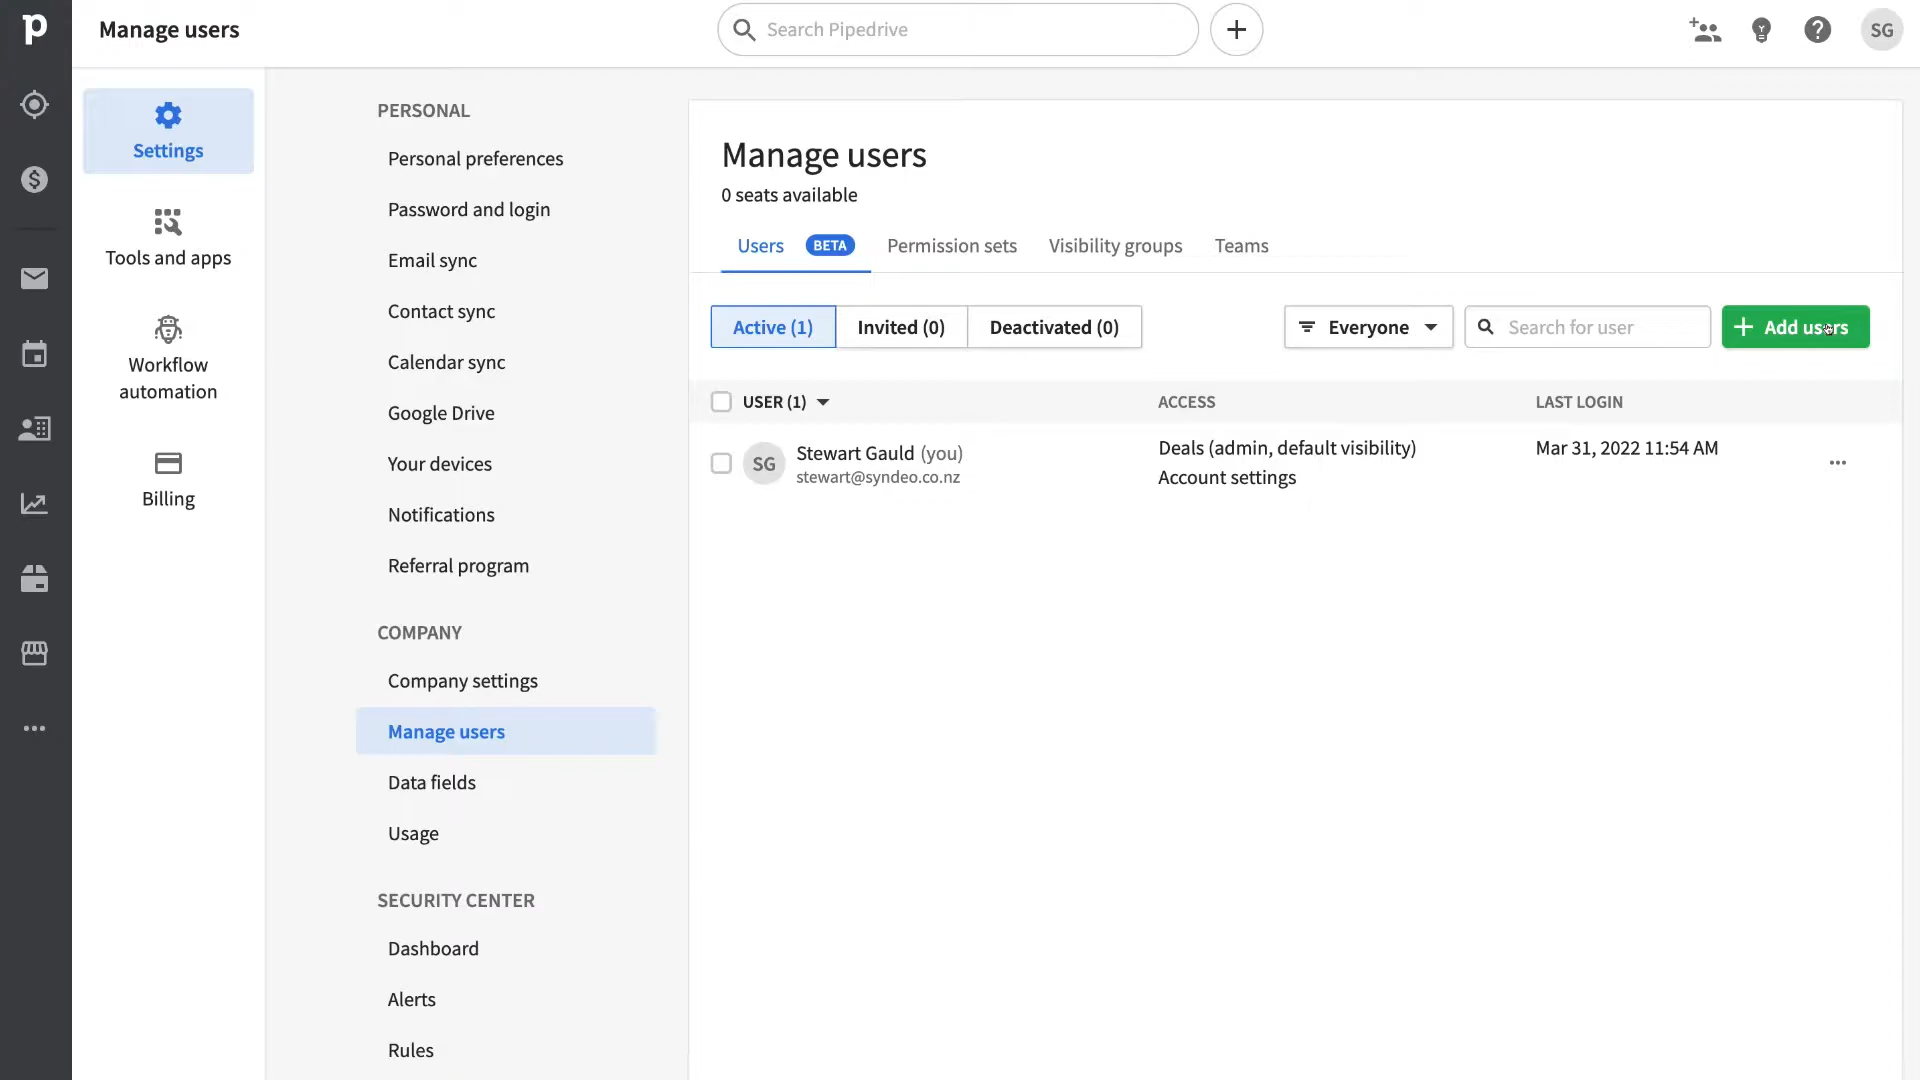 p
Manage users
Search Pipedrive
SG
Settings
Tools and apps
Workflow
automation
Billing
PERSONAL
Personal preferences
Password and login
Email sync
Contact sync
Calendar sync
Google Drive
Your devices
Notifications
Referral program
COMPANY
Company settings
Manage users
Data fields
Usage
SECURITY CENTER
Dashboard
Alerts
Rules
Manage users
0 seats available
Users BETA Permission sets Visibility groups Teams
Active (1) Invited (0) Deactivated (0) Everyone Search for user Add users
USER (1) ACCESS LAST LOGIN
SG Stewart Gauld (you) Deals (admin, default visibility) Mar 31, 2022 11:54 AM
stewart@syndeo.co.nz Account settings